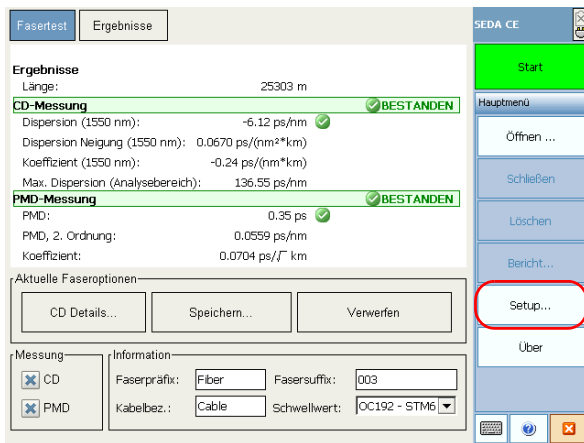 Fasertest
Ergebnisse
Ergebnisse
Länge: 25303 m
CD-Messung BESTANDEN
Dispersion (1550 nm): -6.12 ps/nm
Dispersion Neigung (1550 nm): 0.0670 ps/(nm²*km)
Koeffizient (1550 nm): -0.24 ps/(nm*km)
Max. Dispersion (Analysebereich): 136.55 ps/nm
PMD-Messung BESTANDEN
PMD: 0.35 ps
PMD, 2. Ordnung: 0.0559 ps/nm
Koeffizient: 0.0704 ps/√ km
Aktuelle Faseroptionen
CD Details...
Speichern...
Verwerfen
Messung
CD
PMD
Information
Faserpräfix: Fiber Fasersuffix: 003
Kabelbez.: Cable Schwellwert: OC192 - STM6
SEDA CE
Start
Hauptmenü
Öffnen ...
Schließen
Löschen
Bericht...
Setup...
Über